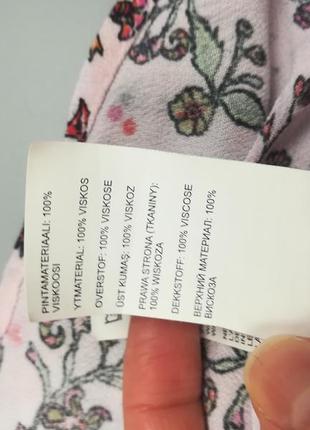 PINTAMATERIAALI: 100%
VISKOOSI
YTMATERIAL: 100% VISKOS
OVERSTOF: 100% VISKOSE
ÜST KUMAŞ: 100% VISKOZ
PRAWA STRONA (TKANINY):
100% WISKOZA
DEKKSTOFF: 100% VISCOSE
ВЕРХНИЙ МАТЕРИАЛ: 100%
ВИСКОЗА